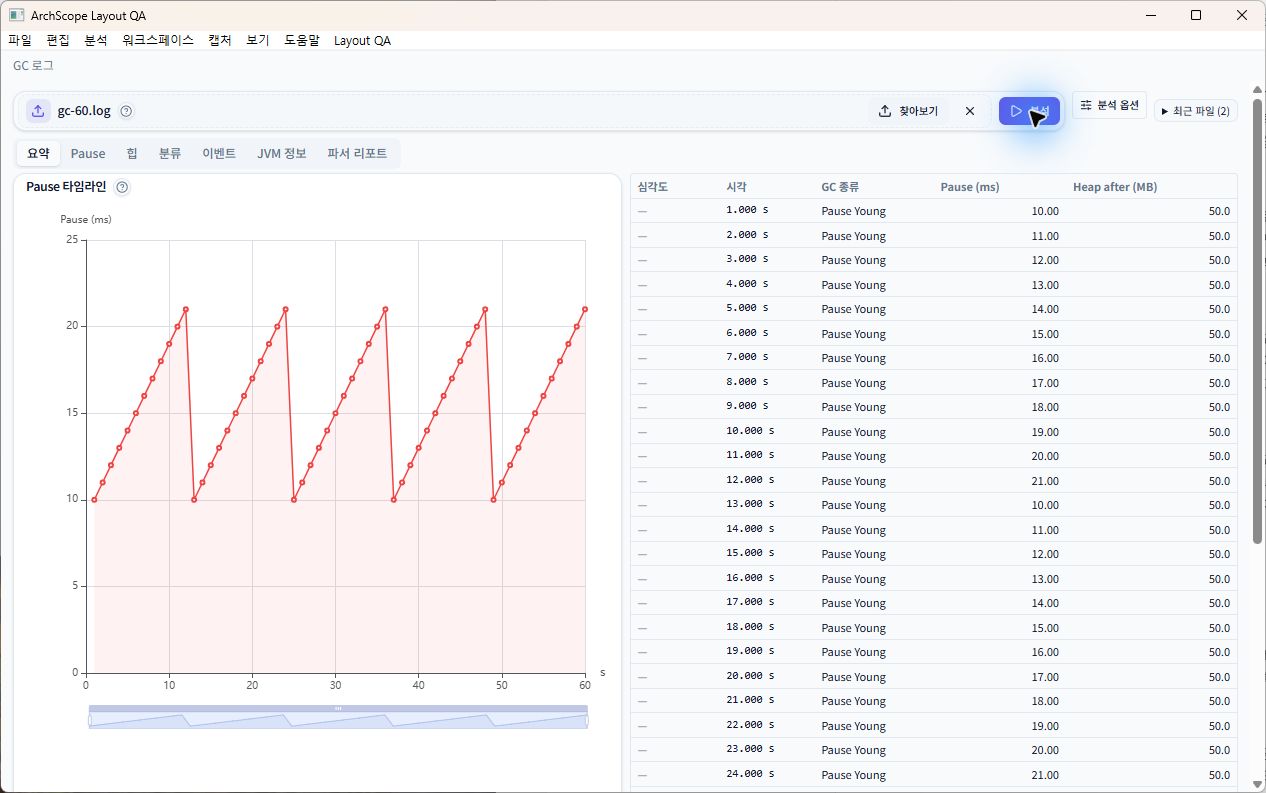 ArchScope Layout QA
파일 편집 분석 워크스페이스 캡처 보기 도움말 Layout QA
GC 로그
gc-60.log ? 찾아보기 분석 옵션 최근 파일 (2)
요약 Pause 힙 분류 이벤트 JVM 정보 파서 리포트
Pause 타임라인 ?
Pause (ms)
25
20
15
10
5
0
0 10 20 30 40 50 60 s
심각도 시각 GC 종류 Pause (ms) Heap after (MB)
— 1.000 s Pause Young 10.00 50.0
— 2.000 s Pause Young 11.00 50.0
— 3.000 s Pause Young 12.00 50.0
— 4.000 s Pause Young 13.00 50.0
— 5.000 s Pause Young 14.00 50.0
— 6.000 s Pause Young 15.00 50.0
— 7.000 s Pause Young 16.00 50.0
— 8.000 s Pause Young 17.00 50.0
— 9.000 s Pause Young 18.00 50.0
— 10.000 s Pause Young 19.00 50.0
— 11.000 s Pause Young 20.00 50.0
— 12.000 s Pause Young 21.00 50.0
— 13.000 s Pause Young 10.00 50.0
— 14.000 s Pause Young 11.00 50.0
— 15.000 s Pause Young 12.00 50.0
— 16.000 s Pause Young 13.00 50.0
— 17.000 s Pause Young 14.00 50.0
— 18.000 s Pause Young 15.00 50.0
— 19.000 s Pause Young 16.00 50.0
— 20.000 s Pause Young 17.00 50.0
— 21.000 s Pause Young 18.00 50.0
— 22.000 s Pause Young 19.00 50.0
— 23.000 s Pause Young 20.00 50.0
— 24.000 s Pause Young 21.00 50.0